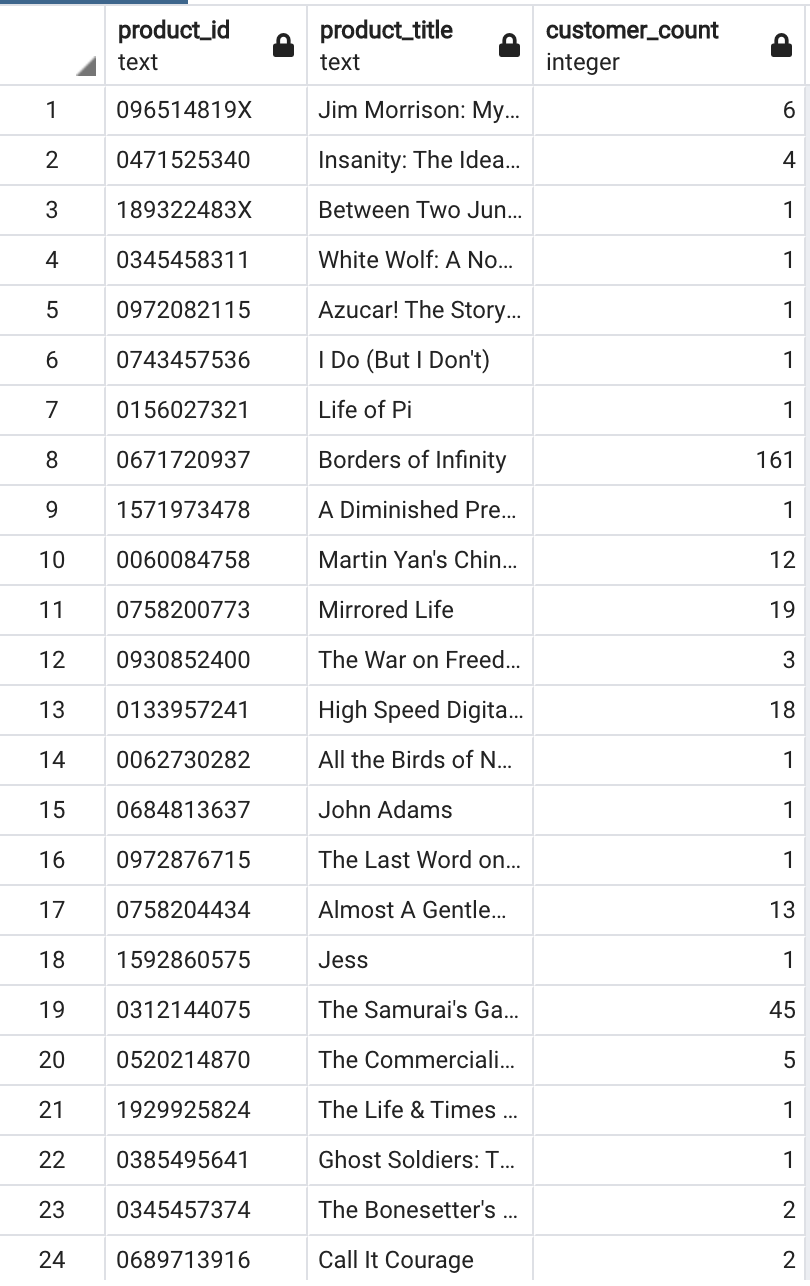 product_id product_title customer_count
text text integer
1 096514819X Jim Morrison: My... 6
2 0471525340 Insanity: The Idea... 4
3 189322483X Between Two Jun... 1
4 0345458311 White Wolf: A No... 1
5 0972082115 Azucar! The Story... 1
6 0743457536 I Do (But I Don't) 1
7 0156027321 Life of Pi 1
8 0671720937 Borders of Infinity 161
9 1571973478 A Diminished Pre... 1
10 0060084758 Martin Yan's Chin... 12
11 0758200773 Mirrored Life 19
12 0930852400 The War on Freed... 3
13 0133957241 High Speed Digita... 18
14 0062730282 All the Birds of N... 1
15 0684813637 John Adams 1
16 0972876715 The Last Word on... 1
17 0758204434 Almost A Gentle... 13
18 1592860575 Jess 1
19 0312144075 The Samurai's Ga... 45
20 0520214870 The Commerciali... 5
21 1929925824 The Life & Times ... 1
22 0385495641 Ghost Soldiers: T... 1
23 0345457374 The Bonesetter's ... 2
24 0689713916 Call It Courage 2